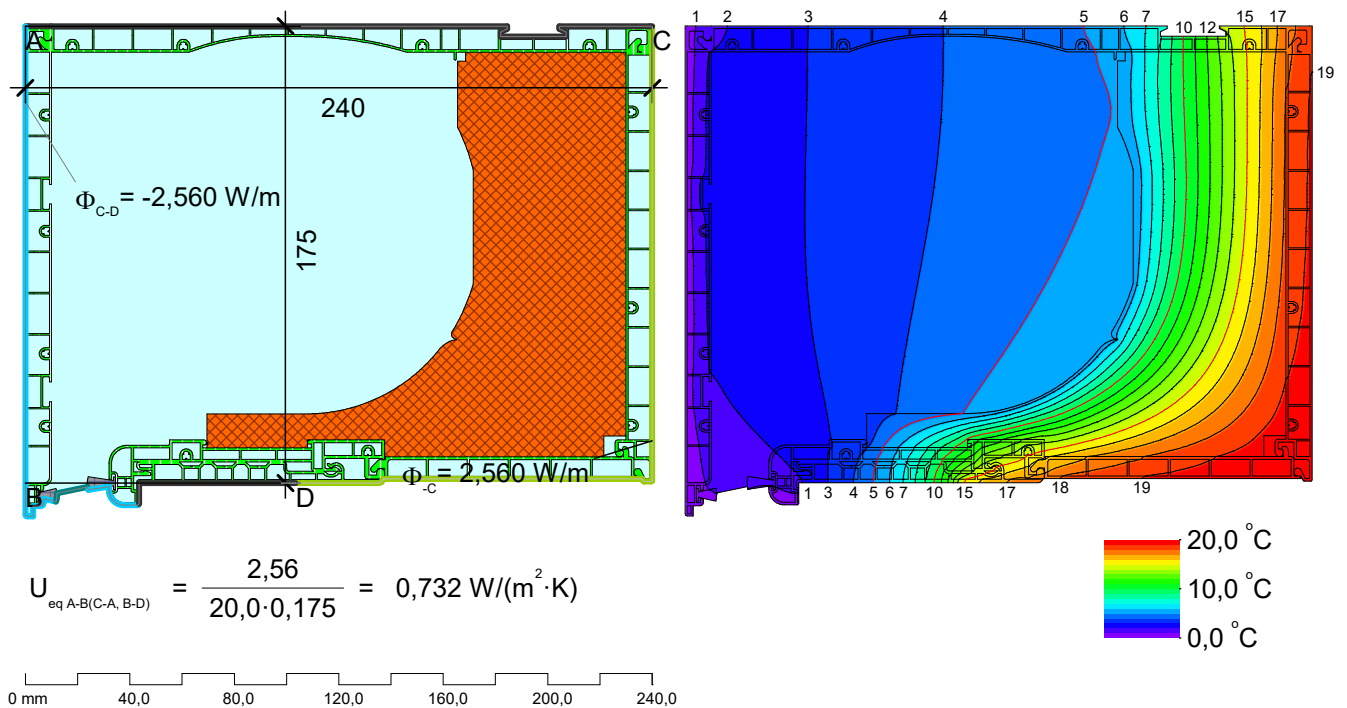 1 2 3 4 5 6 7 10 12 15 17
A C
19
240
Φ C-D = -2,560 W/m
175
Φ -C = 2,560 W/m
B D
1 3 4 5 6 7 10 15 17 18 19
U eq A-B(C-A, B-D) = 2,56 / 20,0·0,175 = 0,732 W/(m²·K)
20,0 °C
10,0 °C
0,0 °C
0 mm 40,0 80,0 120,0 160,0 200,0 240,0